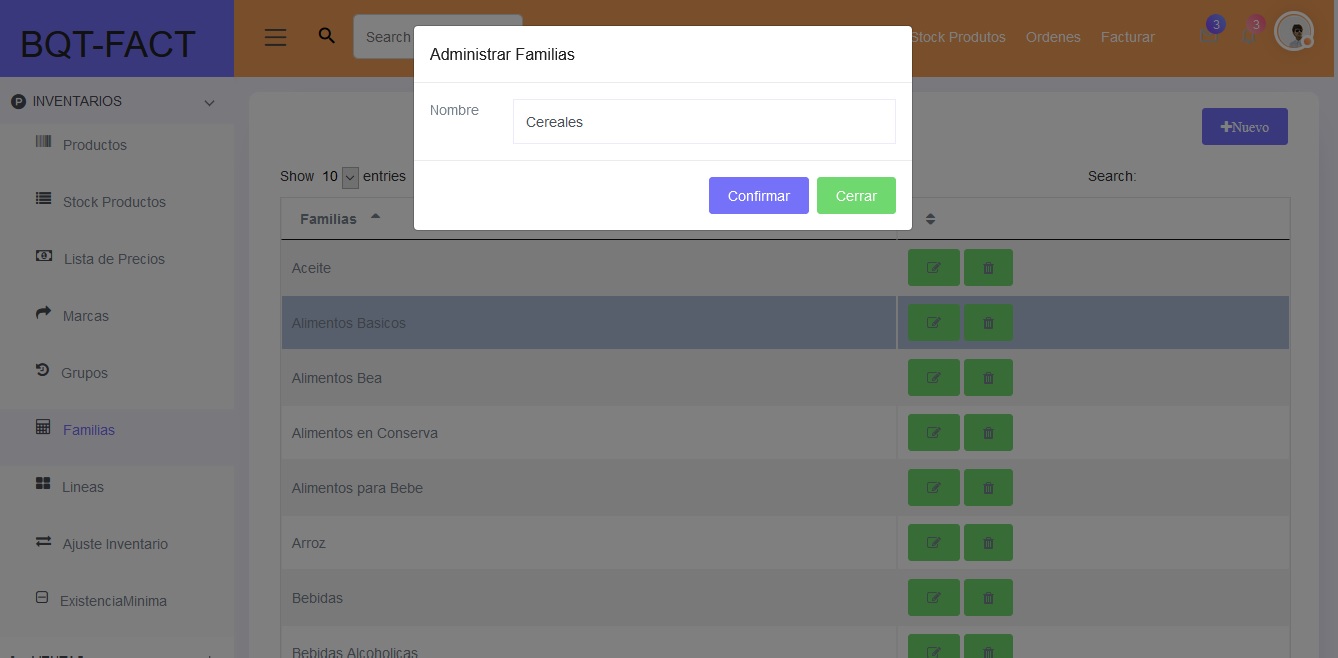 BQT-FACT
Search
Stock Produtos
Ordenes
Facturar
3
3
INVENTARIOS
Productos
Stock Productos
Lista de Precios
Marcas
Grupos
Familias
Lineas
Ajuste Inventario
ExistenciaMinima
VENTAS
Administrar Familias
Nombre
Cereales
Confirmar
Cerrar
Nuevo
Show 10 entries
Search:
Familias
Aceite
Alimentos Basicos
Alimentos Bea
Alimentos en Conserva
Alimentos para Bebe
Arroz
Bebidas
Bebidas Alcoholicas